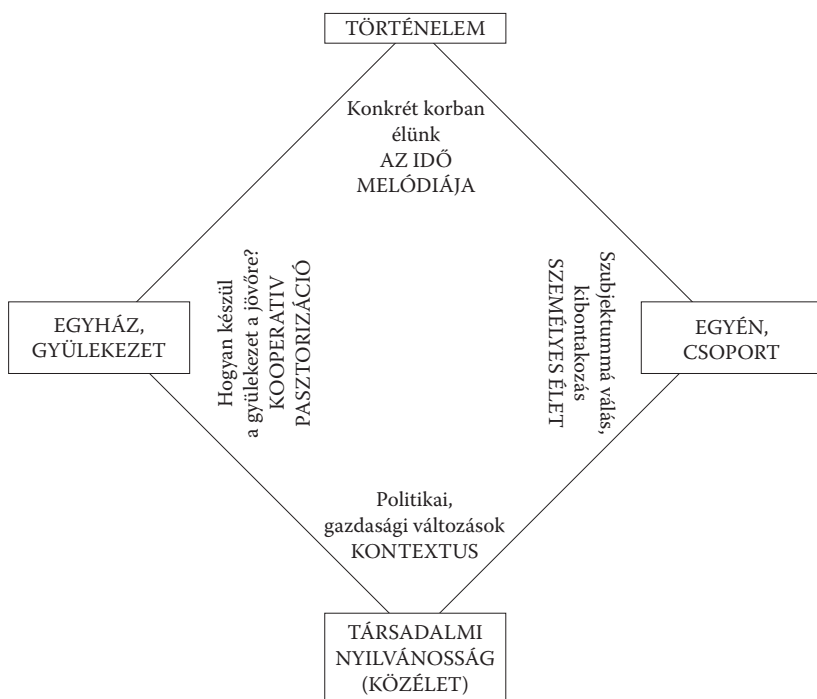 TÖRTÉNELEM
Konkrét korban
élünk
AZ IDŐ
MELÓDIÁJA
EGYHÁZ,
GYÜLEKEZET
Hogyan készül
a gyülekezet a jövőre?
KOOPERATIV
PASZTORIZÁCIÓ
Szubjektummá válás,
kibontakozás
SZEMÉLYES ÉLET
EGYÉN,
CSOPORT
Politikai,
gazdasági változások
KONTEXTUS
TÁRSADALMI
NYILVÁNOSSÁG
(KÖZÉLET)